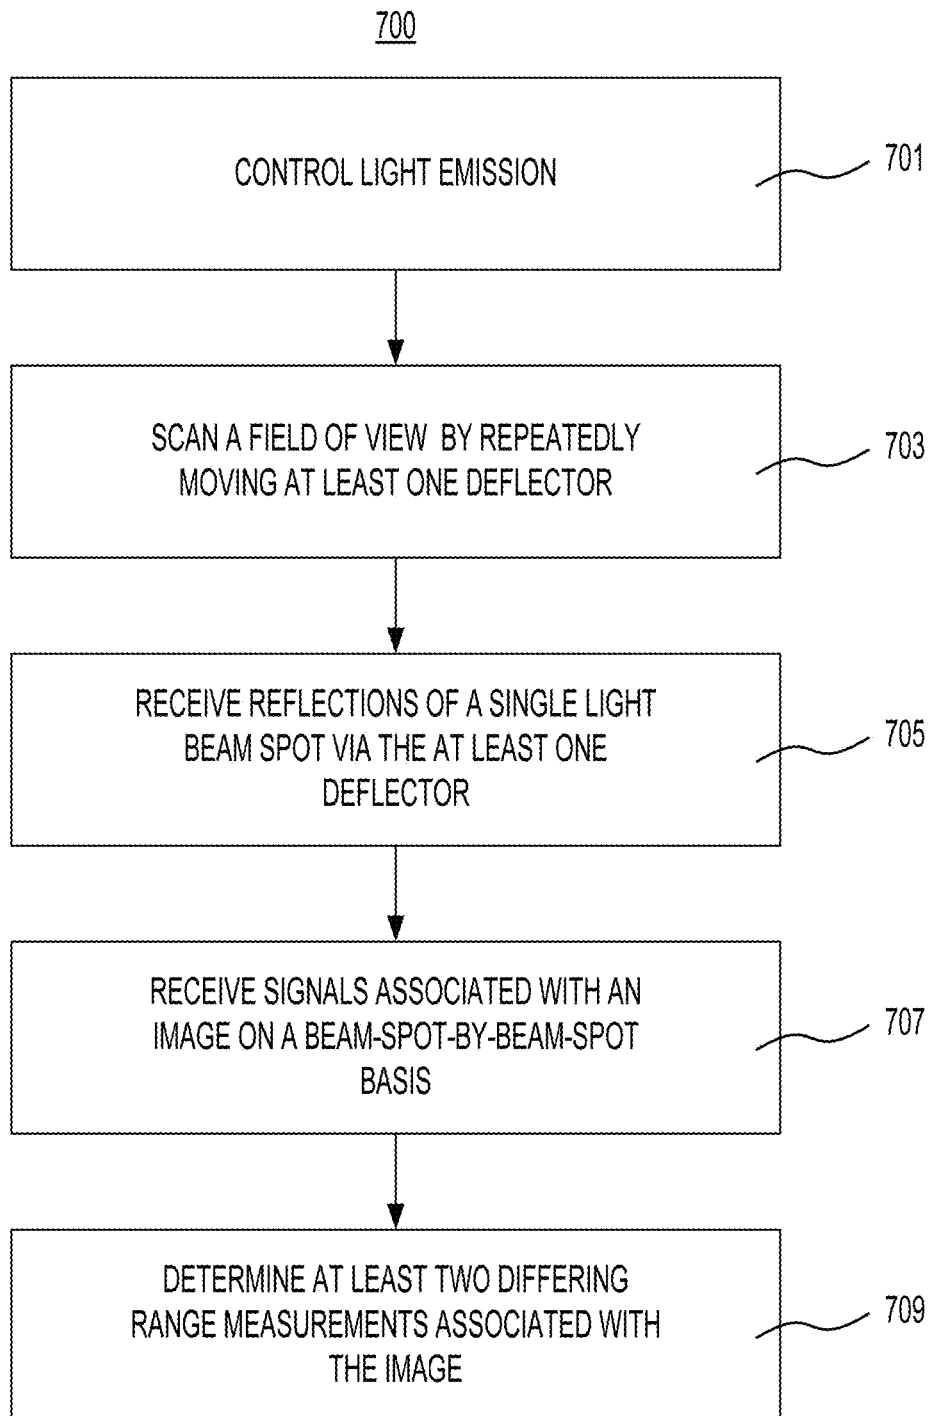 700
CONTROL LIGHT EMISSION
701
SCAN A FIELD OF VIEW BY REPEATEDLY
MOVING AT LEAST ONE DEFLECTOR
703
RECEIVE REFLECTIONS OF A SINGLE LIGHT
BEAM SPOT VIA THE AT LEAST ONE
DEFLECTOR
705
RECEIVE SIGNALS ASSOCIATED WITH AN
IMAGE ON A BEAM-SPOT-BY-BEAM-SPOT
BASIS
707
DETERMINE AT LEAST TWO DIFFERING
RANGE MEASUREMENTS ASSOCIATED WITH
THE IMAGE
709